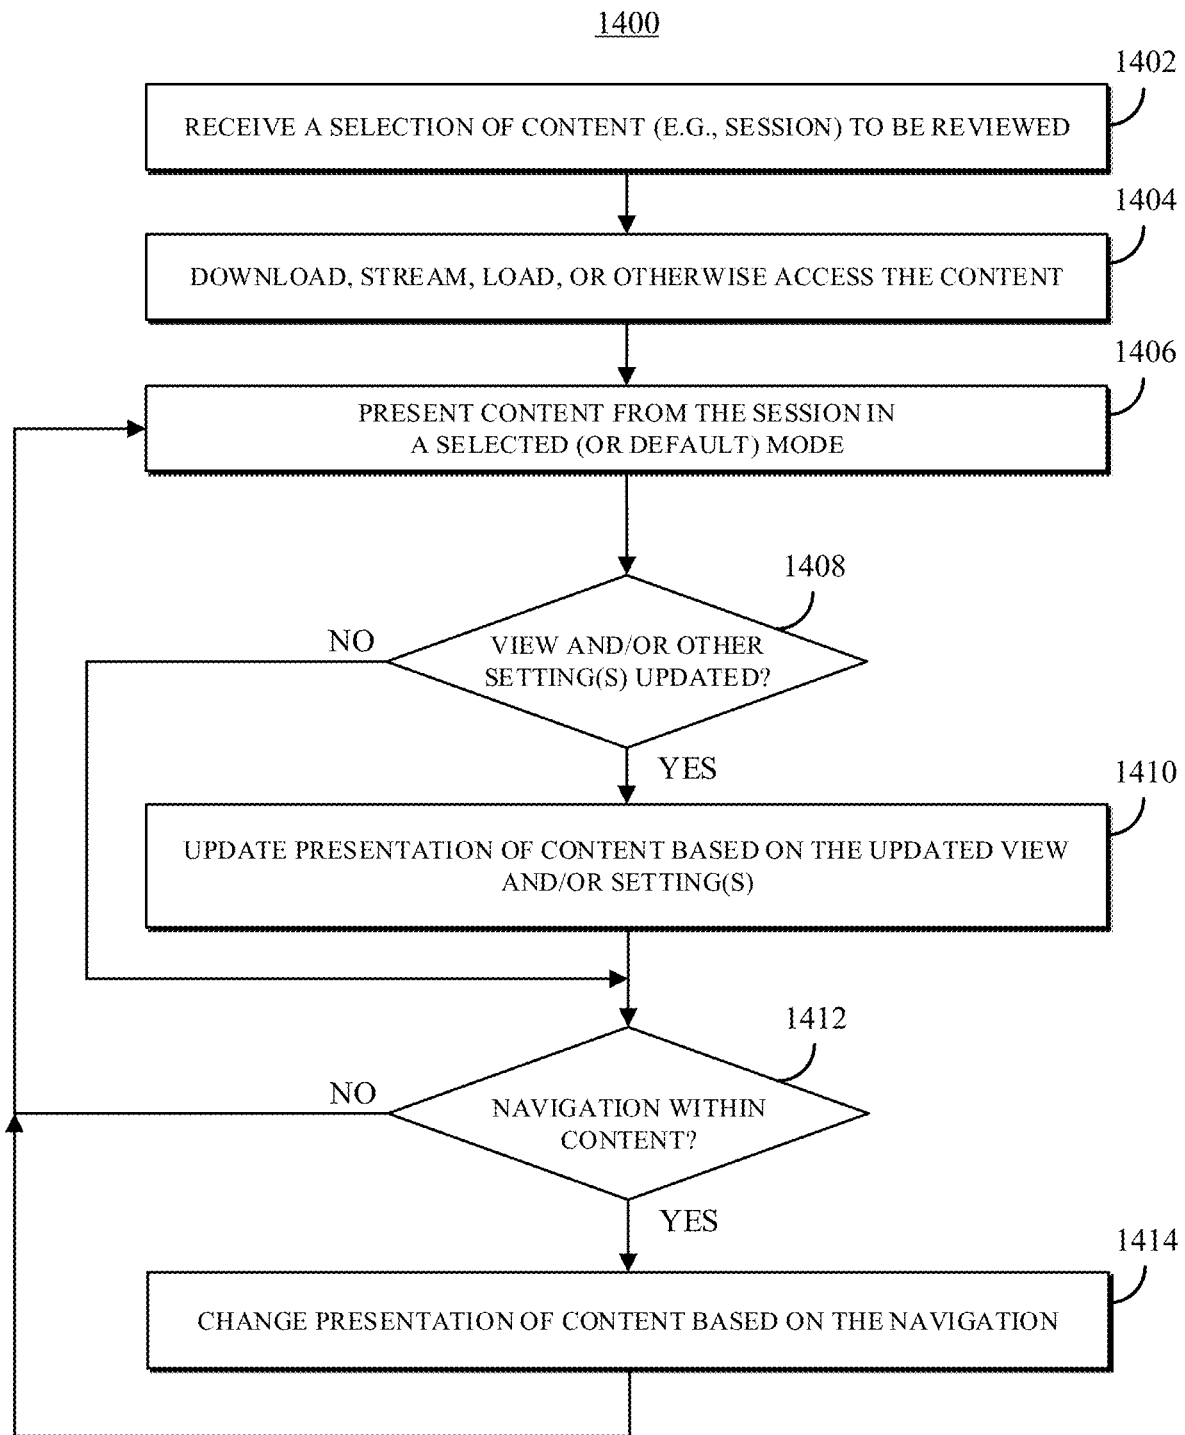 1400
1402
RECEIVE A SELECTION OF CONTENT (E.G., SESSION) TO BE REVIEWED
1404
DOWNLOAD, STREAM, LOAD, OR OTHERWISE ACCESS THE CONTENT
1406
PRESENT CONTENT FROM THE SESSION IN
A SELECTED (OR DEFAULT) MODE
1408
NO
VIEW AND/OR OTHER
SETTING(S) UPDATED?
YES
1410
UPDATE PRESENTATION OF CONTENT BASED ON THE UPDATED VIEW
AND/OR SETTING(S)
1412
NO
NAVIGATION WITHIN
CONTENT?
YES
1414
CHANGE PRESENTATION OF CONTENT BASED ON THE NAVIGATION